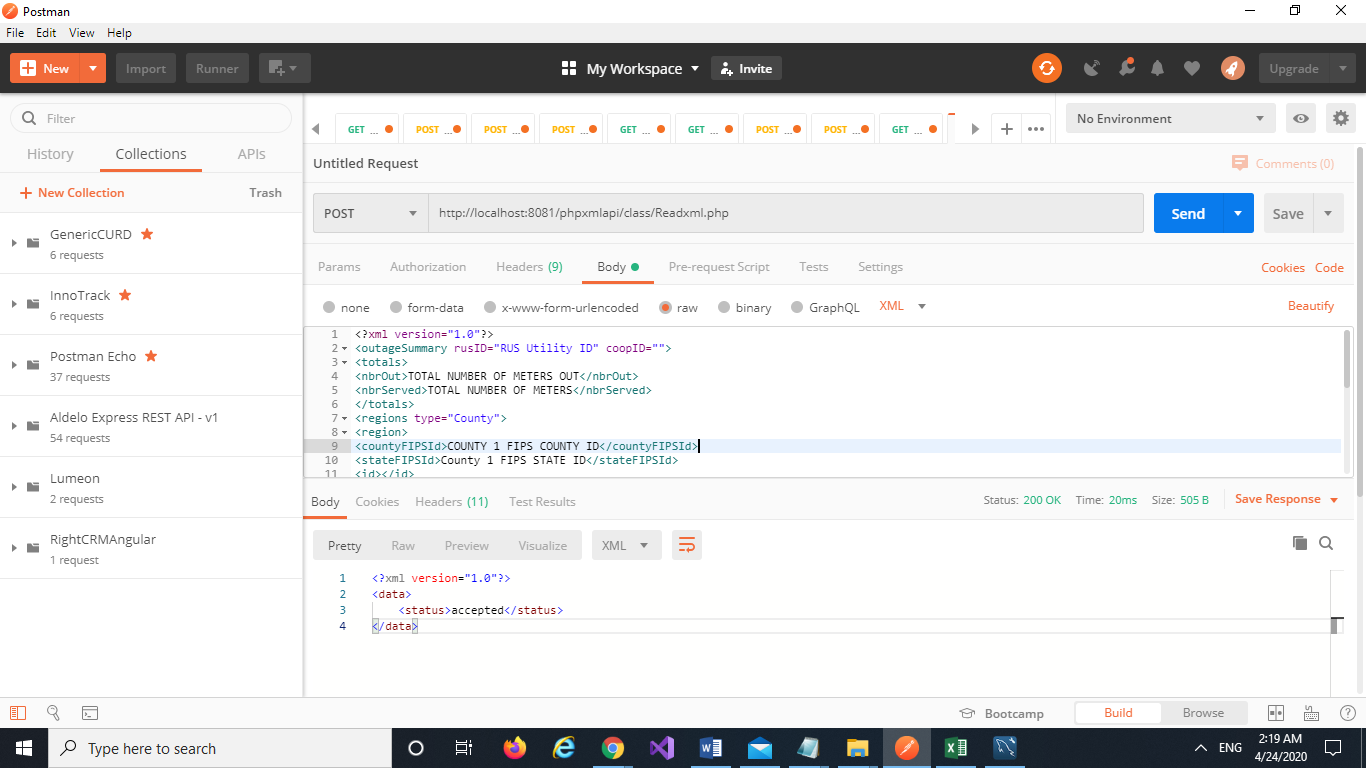 Postman
File Edit View Help
New Import Runner My Workspace Invite Upgrade
Filter
History Collections APIs
New Collection Trash
GenericCURD
6 requests
InnoTrack
6 requests
Postman Echo
37 requests
Aldelo Express REST API - v1
54 requests
Lumeon
2 requests
RightCRMAngular
1 request
GET ... POST ... POST ... POST ... GET ... GET ... POST ... POST ... GET ...
No Environment
Untitled Request
Comments (0)
POST http://localhost:8081/phpxmlapi/class/Readxml.php Send Save
Params Authorization Headers (9) Body Pre-request Script Tests Settings Cookies Code
none form-data x-www-form-urlencoded raw binary GraphQL XML Beautify
1 <?xml version="1.0"?>
2 <outageSummary rusID="RUS Utility ID" coopID="">
3 <totals>
4 <nbrOut>TOTAL NUMBER OF METERS OUT</nbrOut>
5 <nbrServed>TOTAL NUMBER OF METERS</nbrServed>
6 </totals>
7 <regions type="County">
8 <region>
9 <countyFIPSId>COUNTY 1 FIPS COUNTY ID</countyFIPSId>
10 <stateFIPSId>County 1 FIPS STATE ID</stateFIPSId>
11 <id></id>
Body Cookies Headers (11) Test Results Status: 200 OK Time: 20ms Size: 505 B Save Response
Pretty Raw Preview Visualize XML
1 <?xml version="1.0"?>
2 <data>
3 <status>accepted</status>
4 </data>
Bootcamp Build Browse
Type here to search
ENG
2:19 AM
4/24/2020